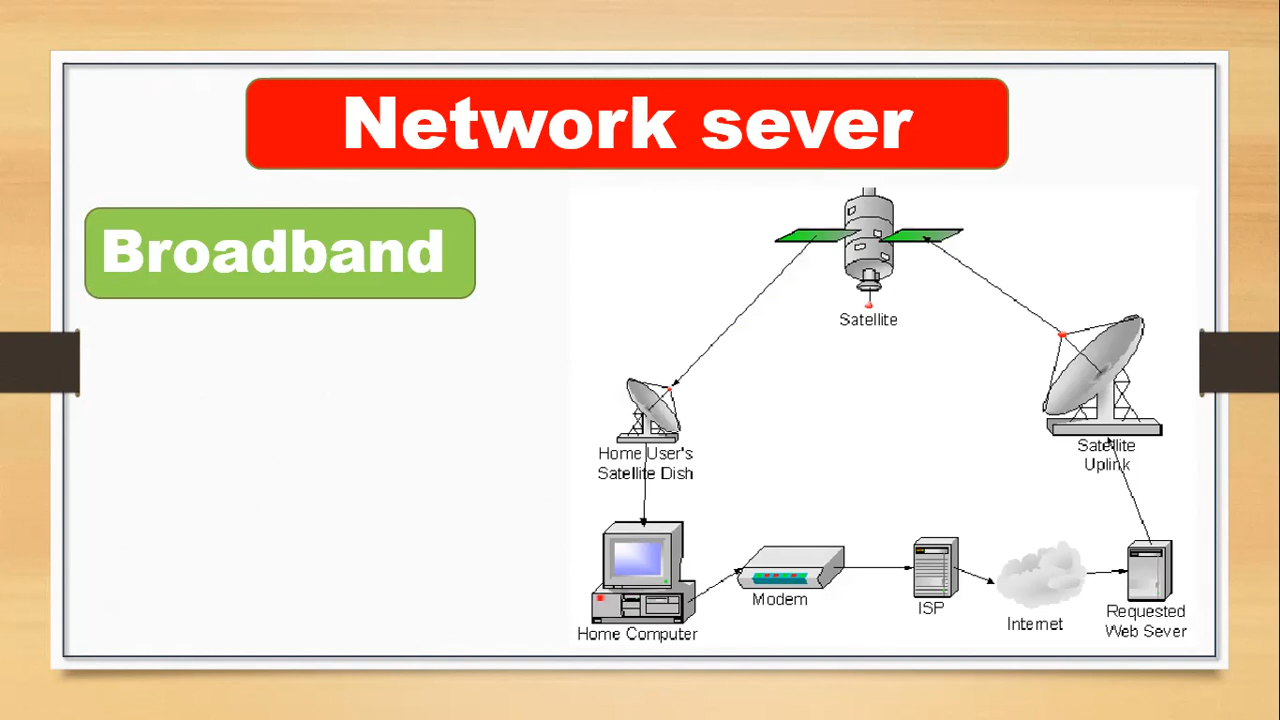 Network sever
Broadband
Satellite
Home User's
Satellite Dish
Satellite
Uplink
Home Computer
Modem
ISP
Internet
Requested
Web Sever